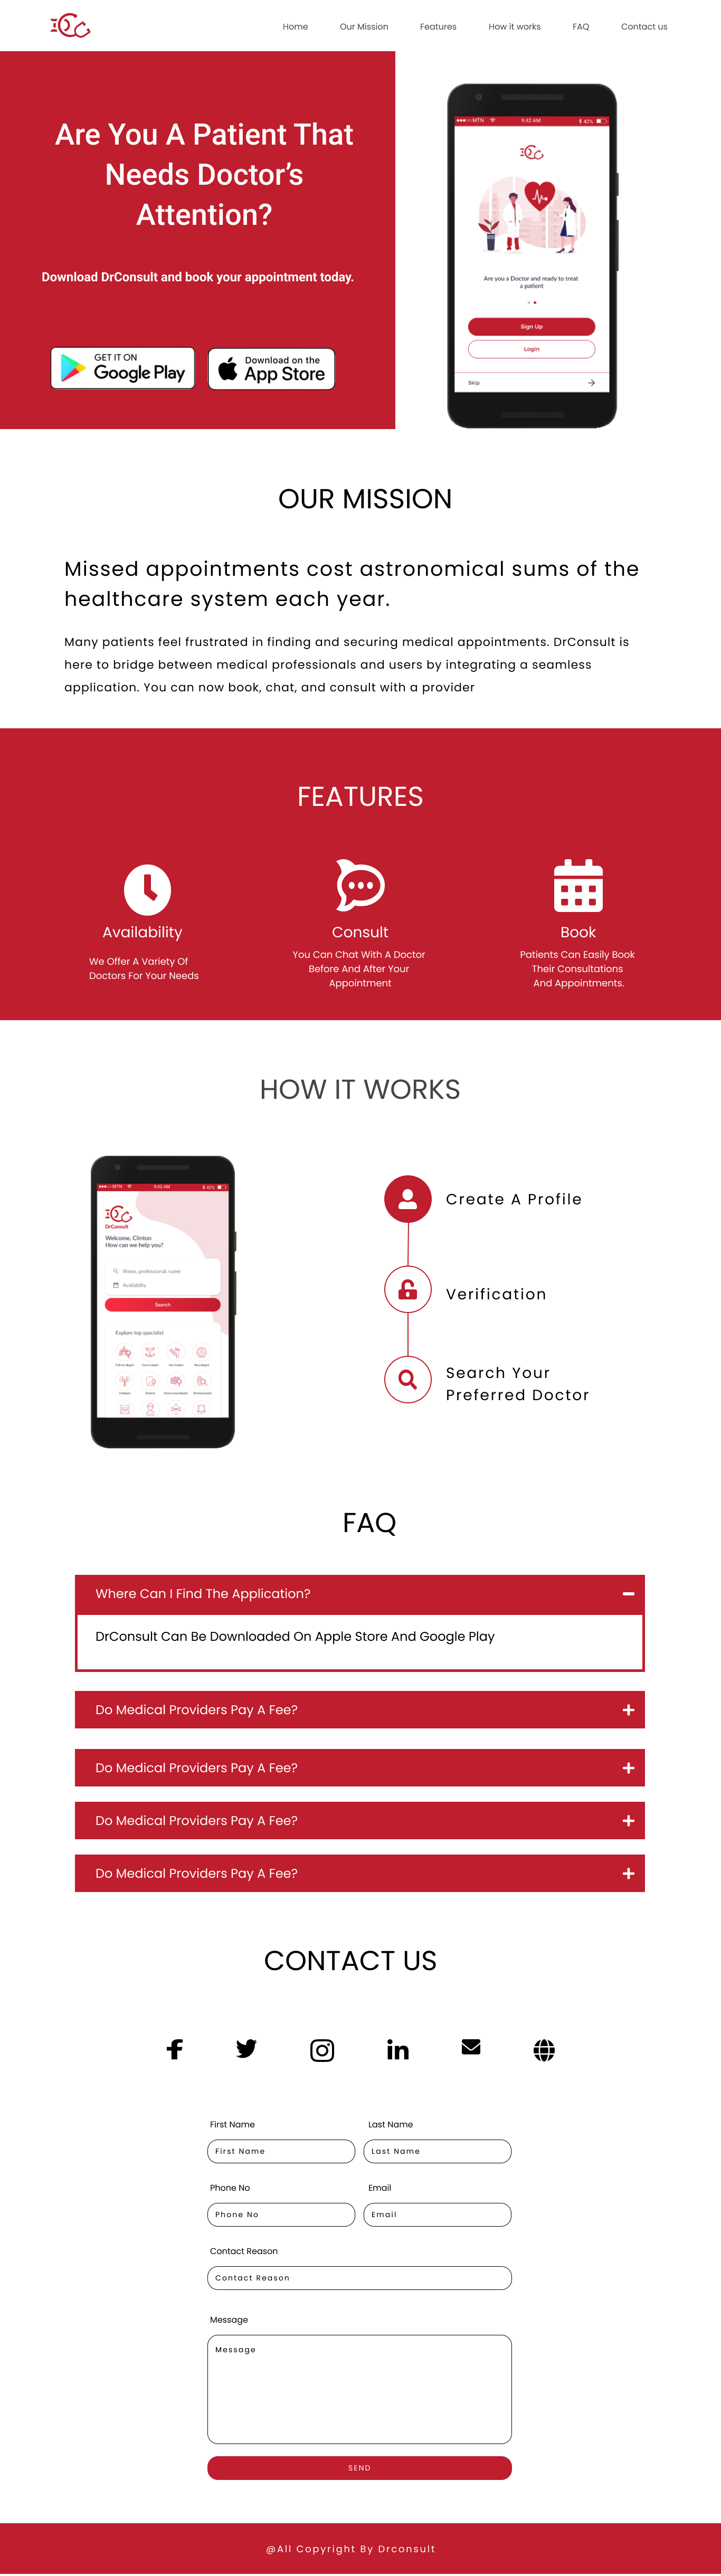 Home Our Mission Features How it works FAQ Contact us
Are You A Patient That
Needs Doctor’s
Attention?
Download DrConsult and book your appointment today.
GET IT ON
Google Play
Download on the
App Store
MTN 9:42 AM 42%
Are you a Doctor and ready to treat
a patient
Sign Up
Login
Skip
OUR MISSION
Missed appointments cost astronomical sums of the
healthcare system each year.
Many patients feel frustrated in finding and securing medical appointments. DrConsult is
here to bridge between medical professionals and users by integrating a seamless
application. You can now book, chat, and consult with a provider
FEATURES
Availability
We Offer A Variety Of
Doctors For Your Needs
Consult
You Can Chat With A Doctor
Before And After Your
Appointment
Book
Patients Can Easily Book
Their Consultations
And Appointments.
HOW IT WORKS
MTN 9:42 AM 42%
DrConsult
Welcome, Clinton
How can we help you?
illness, professional, name
Availability
Search
Explore top specialist
Create A Profile
Verification
Search Your
Preferred Doctor
FAQ
Where Can I Find The Application?
DrConsult Can Be Downloaded On Apple Store And Google Play
Do Medical Providers Pay A Fee?
Do Medical Providers Pay A Fee?
Do Medical Providers Pay A Fee?
Do Medical Providers Pay A Fee?
CONTACT US
First Name Last Name
First Name Last Name
Phone No Email
Phone No Email
Contact Reason
Contact Reason
Message
Message
SEND
@All Copyright By Drconsult